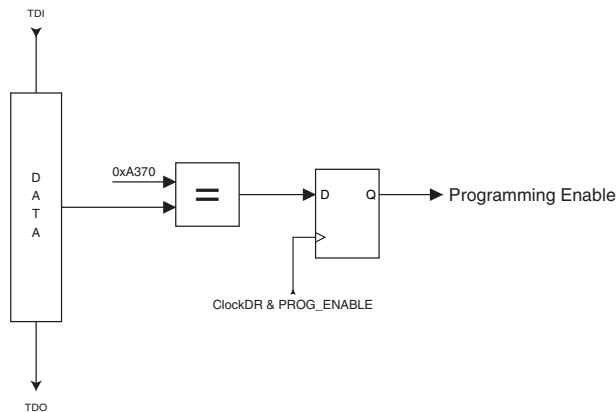 TDI
D
A
T
A
0xA370
=
D
Q
Programming Enable
ClockDR & PROG_ENABLE
TDO